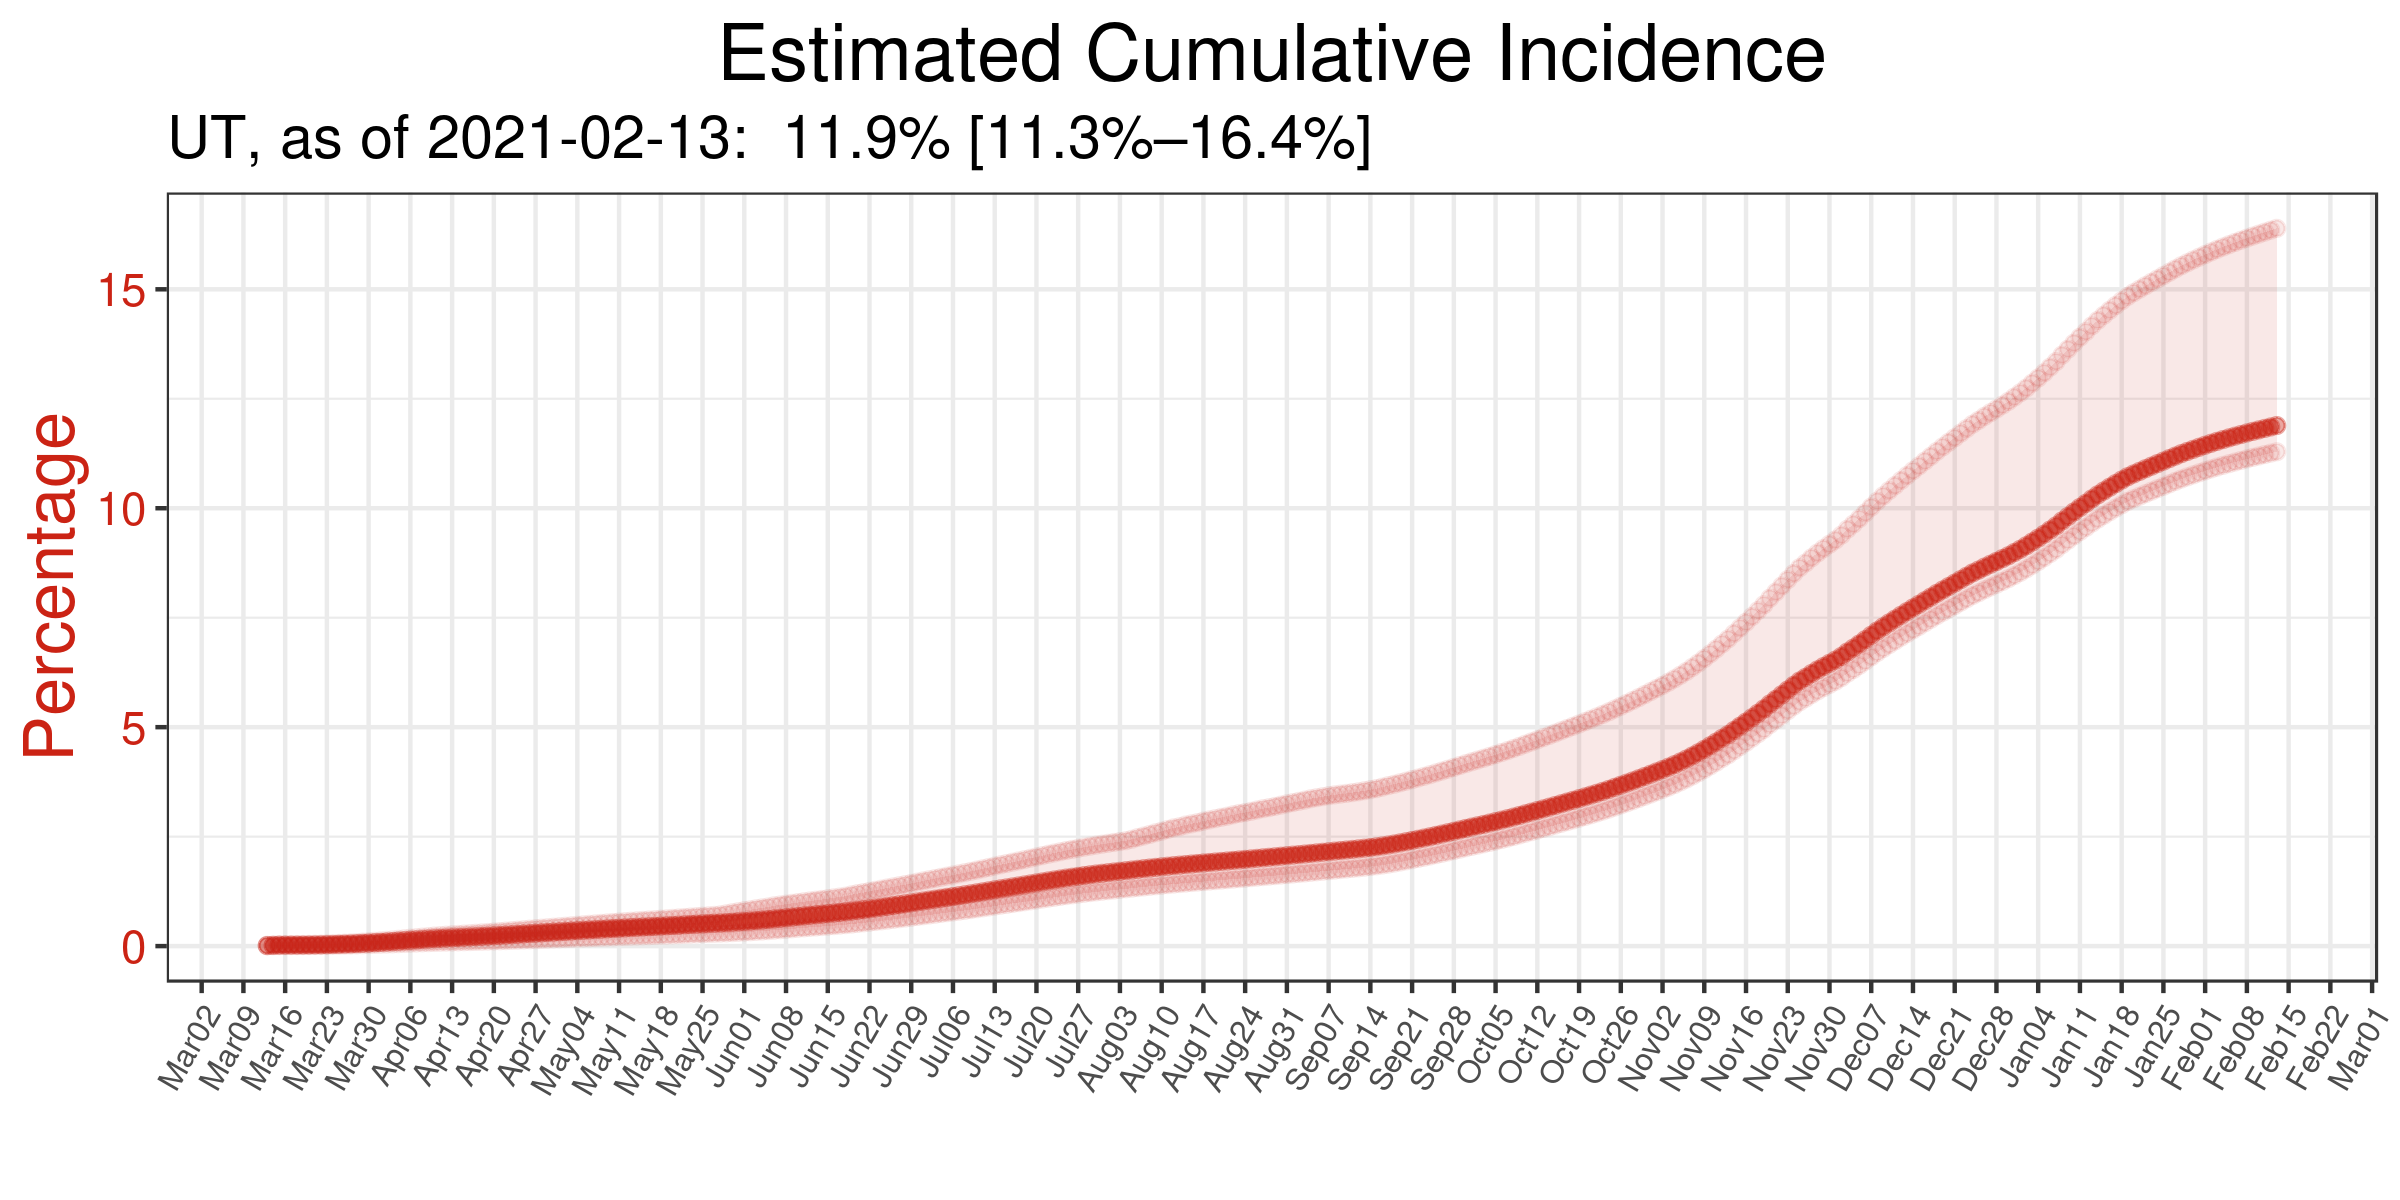 Estimated Cumulative Incidence
UT, as of 2021-02-13:  11.9% [11.3%–16.4%]
Percentage
15
10
5
0
Mar02
Mar09
Mar16
Mar23
Mar30
Apr06
Apr13
Apr20
Apr27
May04
May11
May18
May25
Jun01
Jun08
Jun15
Jun22
Jun29
Jul06
Jul13
Jul20
Jul27
Aug03
Aug10
Aug17
Aug24
Aug31
Sep07
Sep14
Sep21
Sep28
Oct05
Oct12
Oct19
Oct26
Nov02
Nov09
Nov16
Nov23
Nov30
Dec07
Dec14
Dec21
Dec28
Jan04
Jan11
Jan18
Jan25
Feb01
Feb08
Feb15
Feb22
Mar01